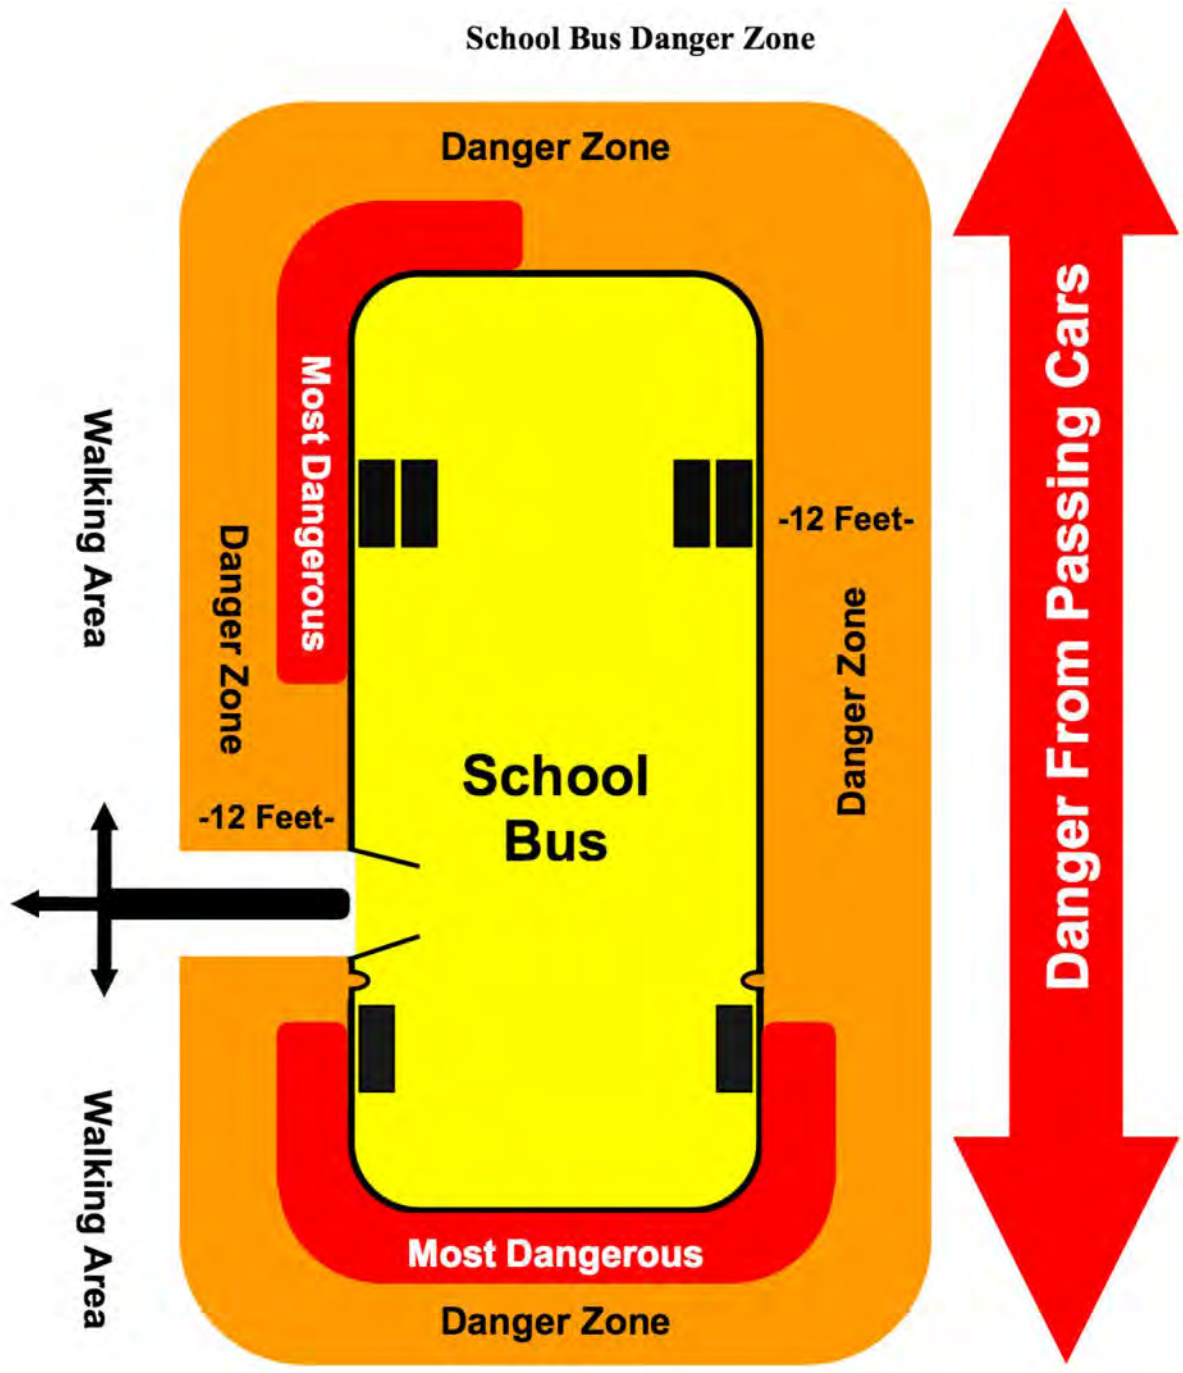 School Bus Danger Zone
Danger Zone
Most Dangerous
Walking Area
Danger Zone
-12 Feet-
Danger Zone
Danger From Passing Cars
School
Bus
-12 Feet-
Walking Area
Most Dangerous
Danger Zone